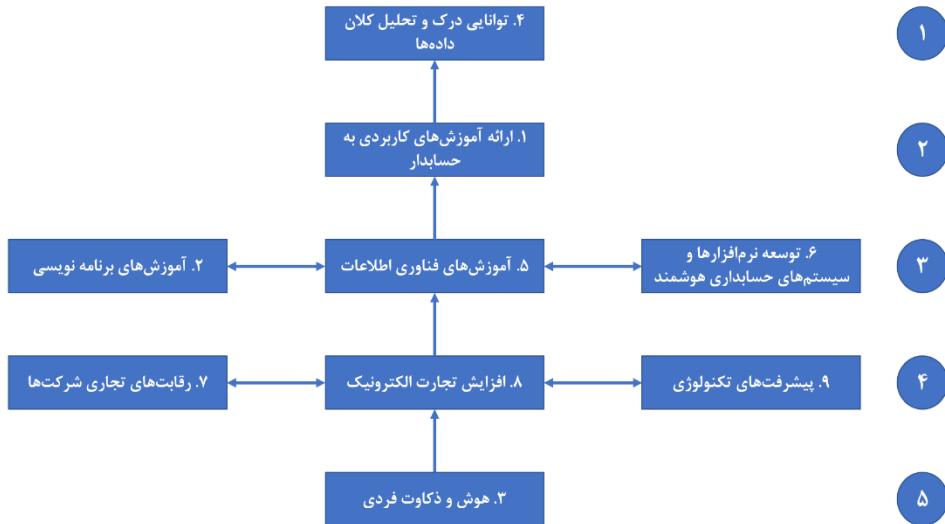 ۴. توانایی درک و تحلیل کلان
داده‌ها
۱
۱. ارائه آموزش‌های کاربردی به
حسابدار
۲
۶. توسعه نرم‌افزارها و
سیستم‌های حسابداری هوشمند
۵. آموزش‌های فناوری اطلاعات
۲. آموزش‌های برنامه نویسی
۳
۹. پیشرفت‌های تکنولوژی
۸. افزایش تجارت الکترونیک
۷. رقابت‌های تجاری شرکت‌ها
۴
۳. هوش و ذکاوت فردی
۵